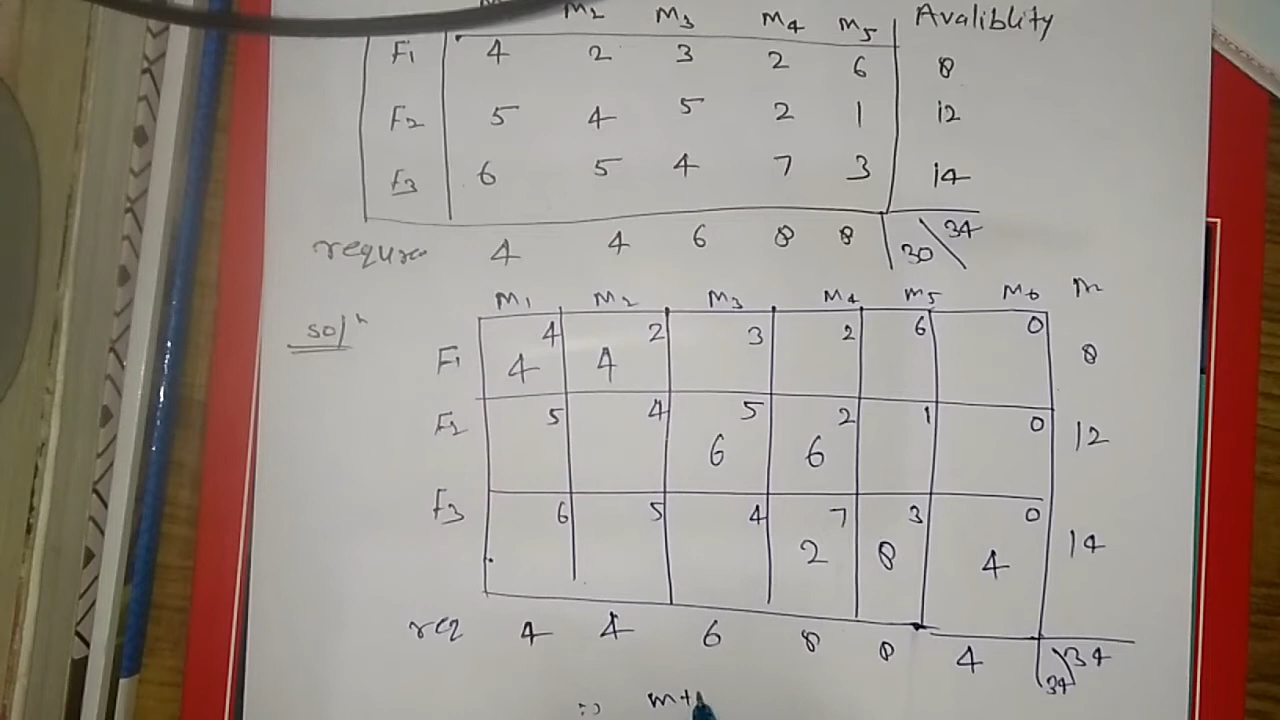 M2 M3 M4 M5 Avaliblity
F1 4 2 3 2 6 8
F2 5 4 5 2 1 12
F3 6 5 4 7 3 14
4 4 6 8 8 30 \ 34
M1 M2 M3 M4 M5 M6
Soln
4 2 3 2 6 0
F1 4 4 8
5 4 5 2 1 0
F2 6 6 12
6 5 4 7 3 0
F3 2 8 4 14
req 4 4 6 8 8 4 34 \ 34
∴ m+